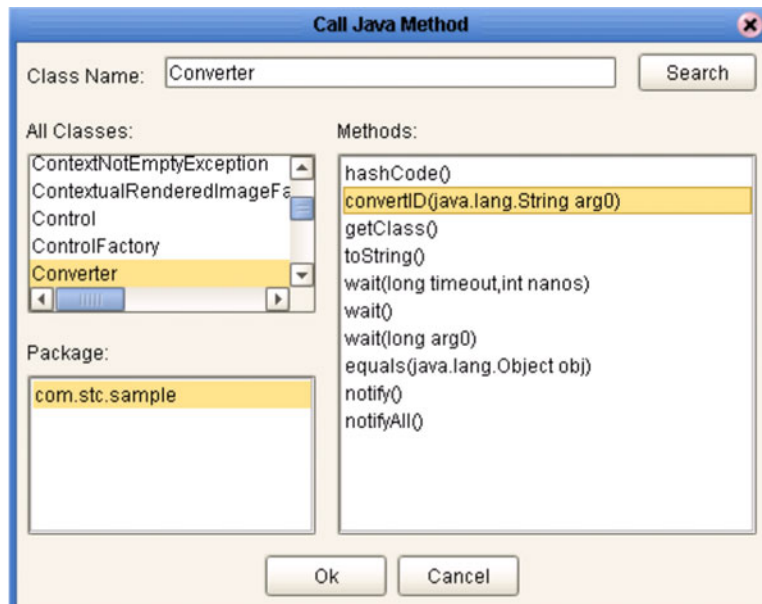 Call Java Method
Class Name: Converter Search
All Classes:
ContextNotEmptyException
ContextualRenderedImageFa
Control
ControlFactory
Converter
Package:
com.stc.sample
Methods:
hashCode()
convertID(java.lang.String arg0)
getClass()
toString()
wait(long timeout,int nanos)
wait()
wait(long arg0)
equals(java.lang.Object obj)
notify()
notifyAll()
Ok Cancel